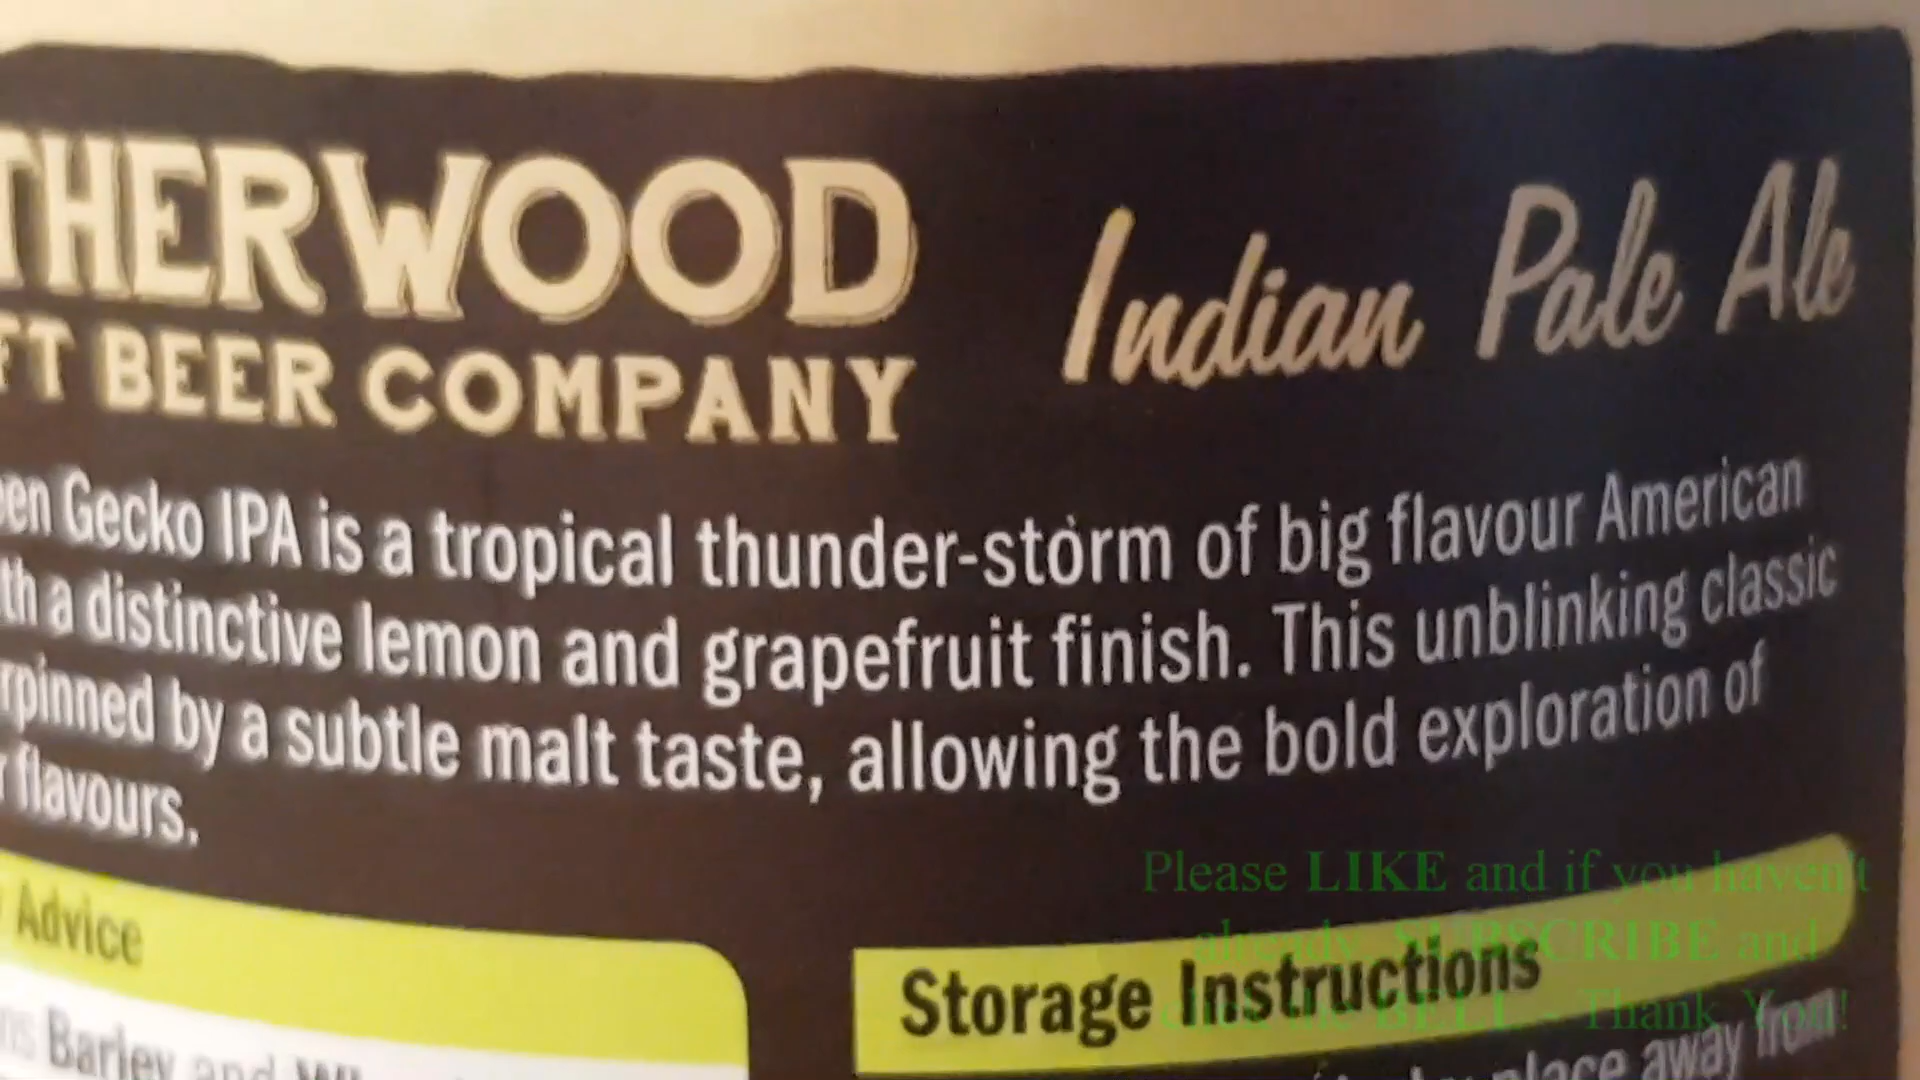 THERWOOD
FT BEER COMPANY
Indian Pale Ale
en Gecko IPA is a tropical thunder-storm of big flavour American
th a distinctive lemon and grapefruit finish. This unblinking classic
rpinned by a subtle malt taste, allowing the bold exploration of
flavours.
Advice
Barley and
Storage Instructions
place away from
Please LIKE and if you haven't
already, SUBSCRIBE and
click the BELL - Thank You!